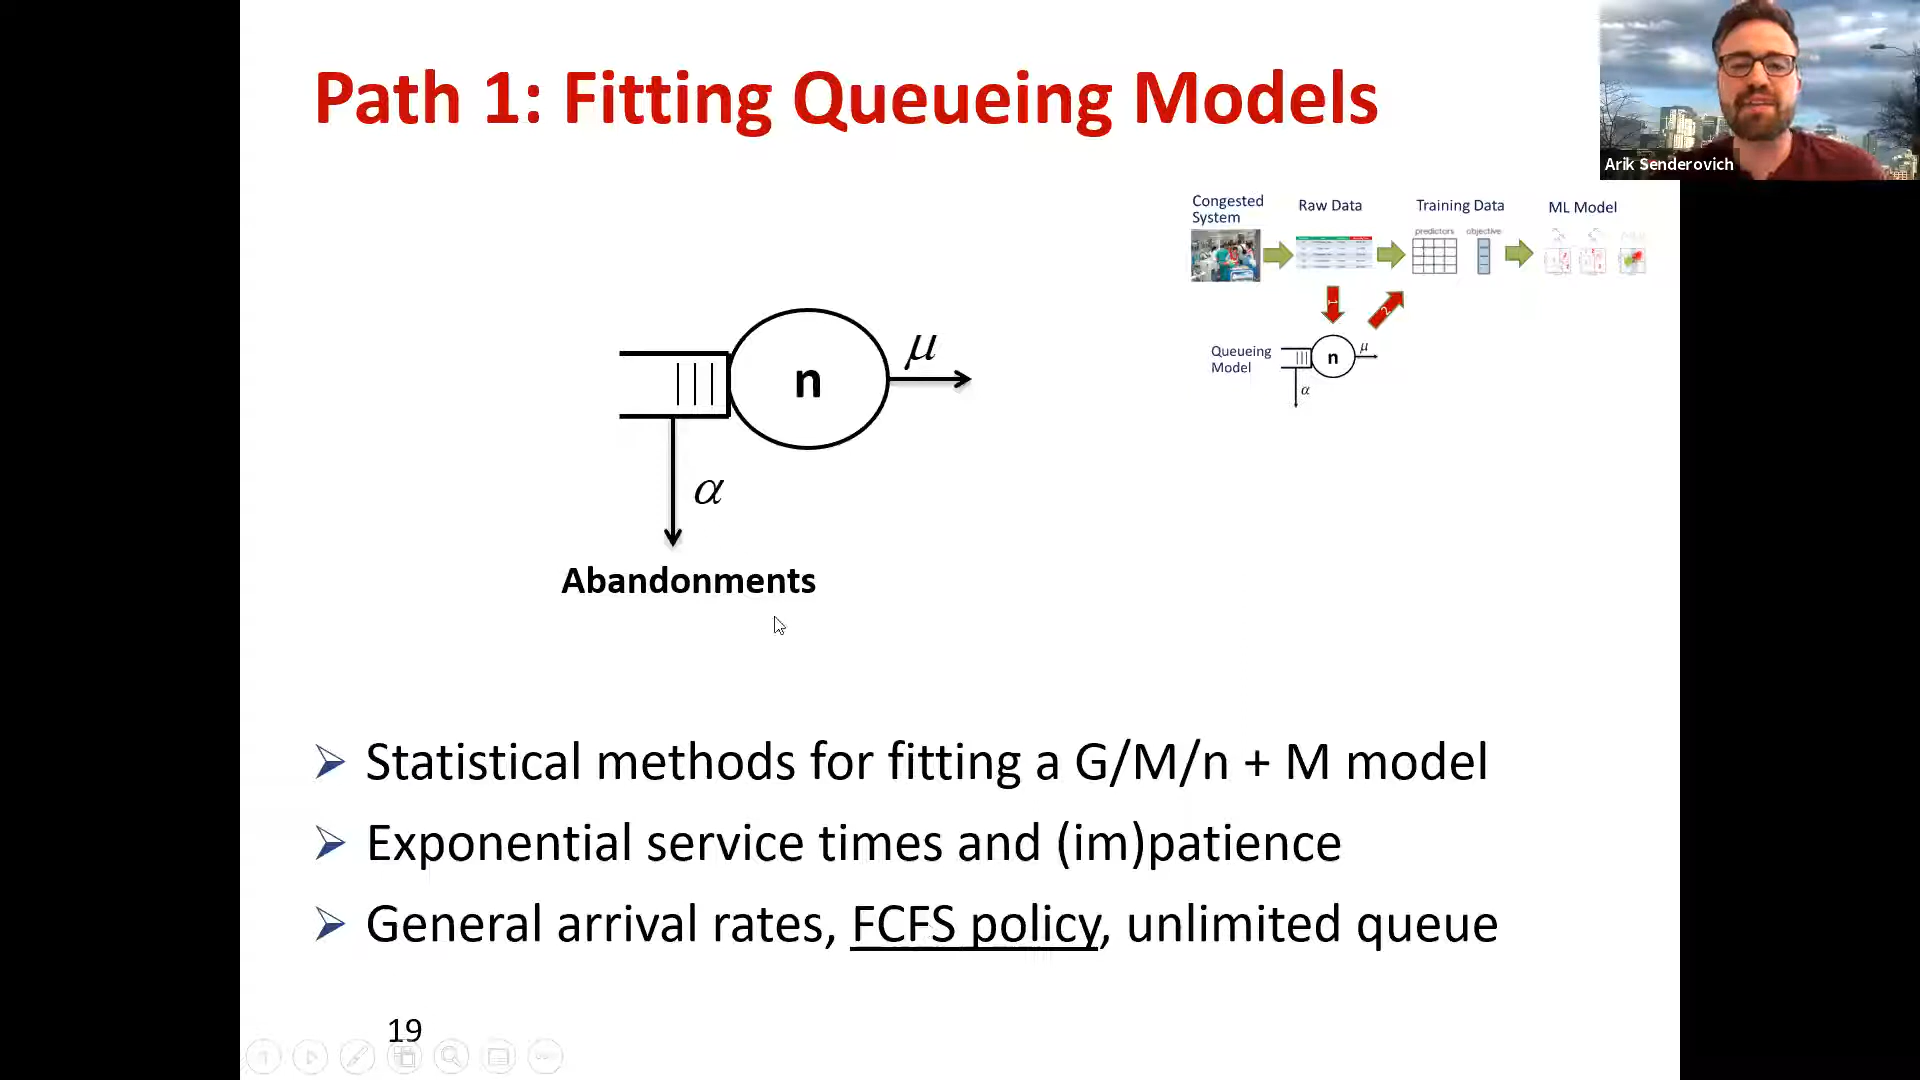 Path 1: Fitting Queueing Models
Arik Senderovich
Congested
System
Raw Data
Training Data
ML Model
predictors
objective
1
2
Queueing
Model
n
μ
α
n
μ
α
Abandonments
Statistical methods for fitting a G/M/n + M model
Exponential service times and (im)patience
General arrival rates, FCFS policy, unlimited queue
19